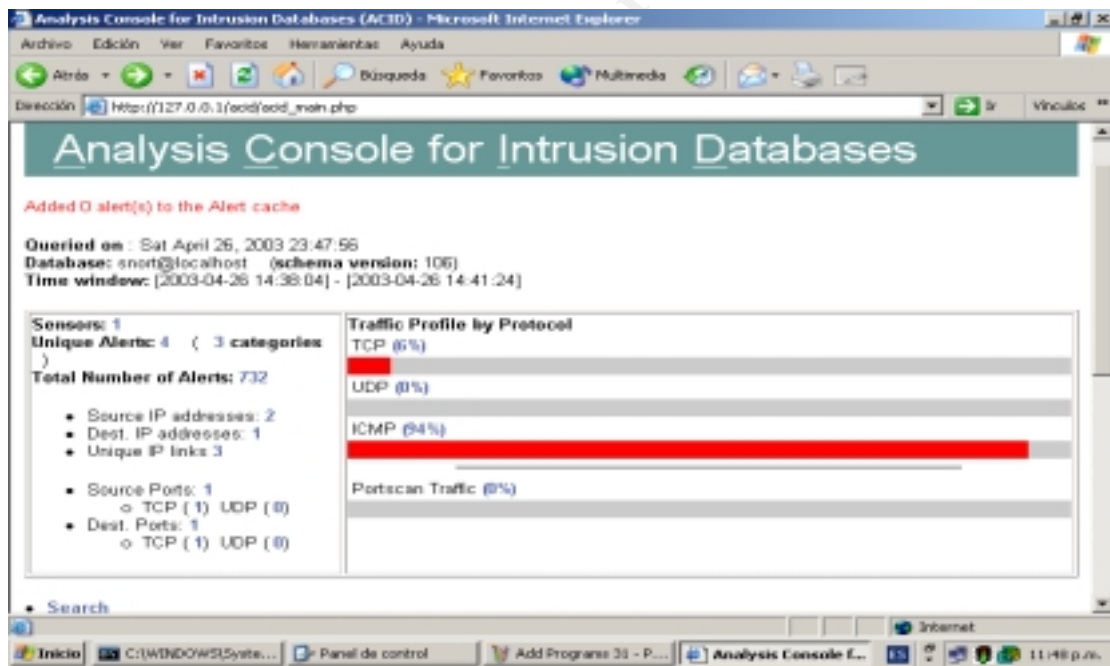 Analysis Console for Intrusion Databases (ACID) - Microsoft Internet Explorer
Archivo Edición Ver Favoritos Herramientas Ayuda
Atrás Búsqueda Favoritos Multimedia
Dirección http://127.0.0.1/acid/acid_main.php Ir Vínculos
Analysis Console for Intrusion Databases
Added 0 alert(s) to the Alert cache
Queried on : Sat April 26, 2003 23:47:56
Database: snort@localhost (schema version: 106)
Time window: [2003-04-26 14:38:04] - [2003-04-26 14:41:24]
Sensors: 1
Unique Alerts: 4 ( 3 categories
)
Total Number of Alerts: 732
• Source IP addresses: 2
• Dest. IP addresses: 1
• Unique IP links 3
• Source Ports: 1
○ TCP ( 1) UDP ( 0)
• Dest. Ports: 1
○ TCP ( 1) UDP ( 0)
Traffic Profile by Protocol
TCP (6%)
UDP (0%)
ICMP (94%)
Portscan Traffic (0%)
• Search
Internet
Inicio C:\WINDOWS\Syste... Panel de control Add Programs 31 - P.... Analysis Console f... ES 11:48 p.m.